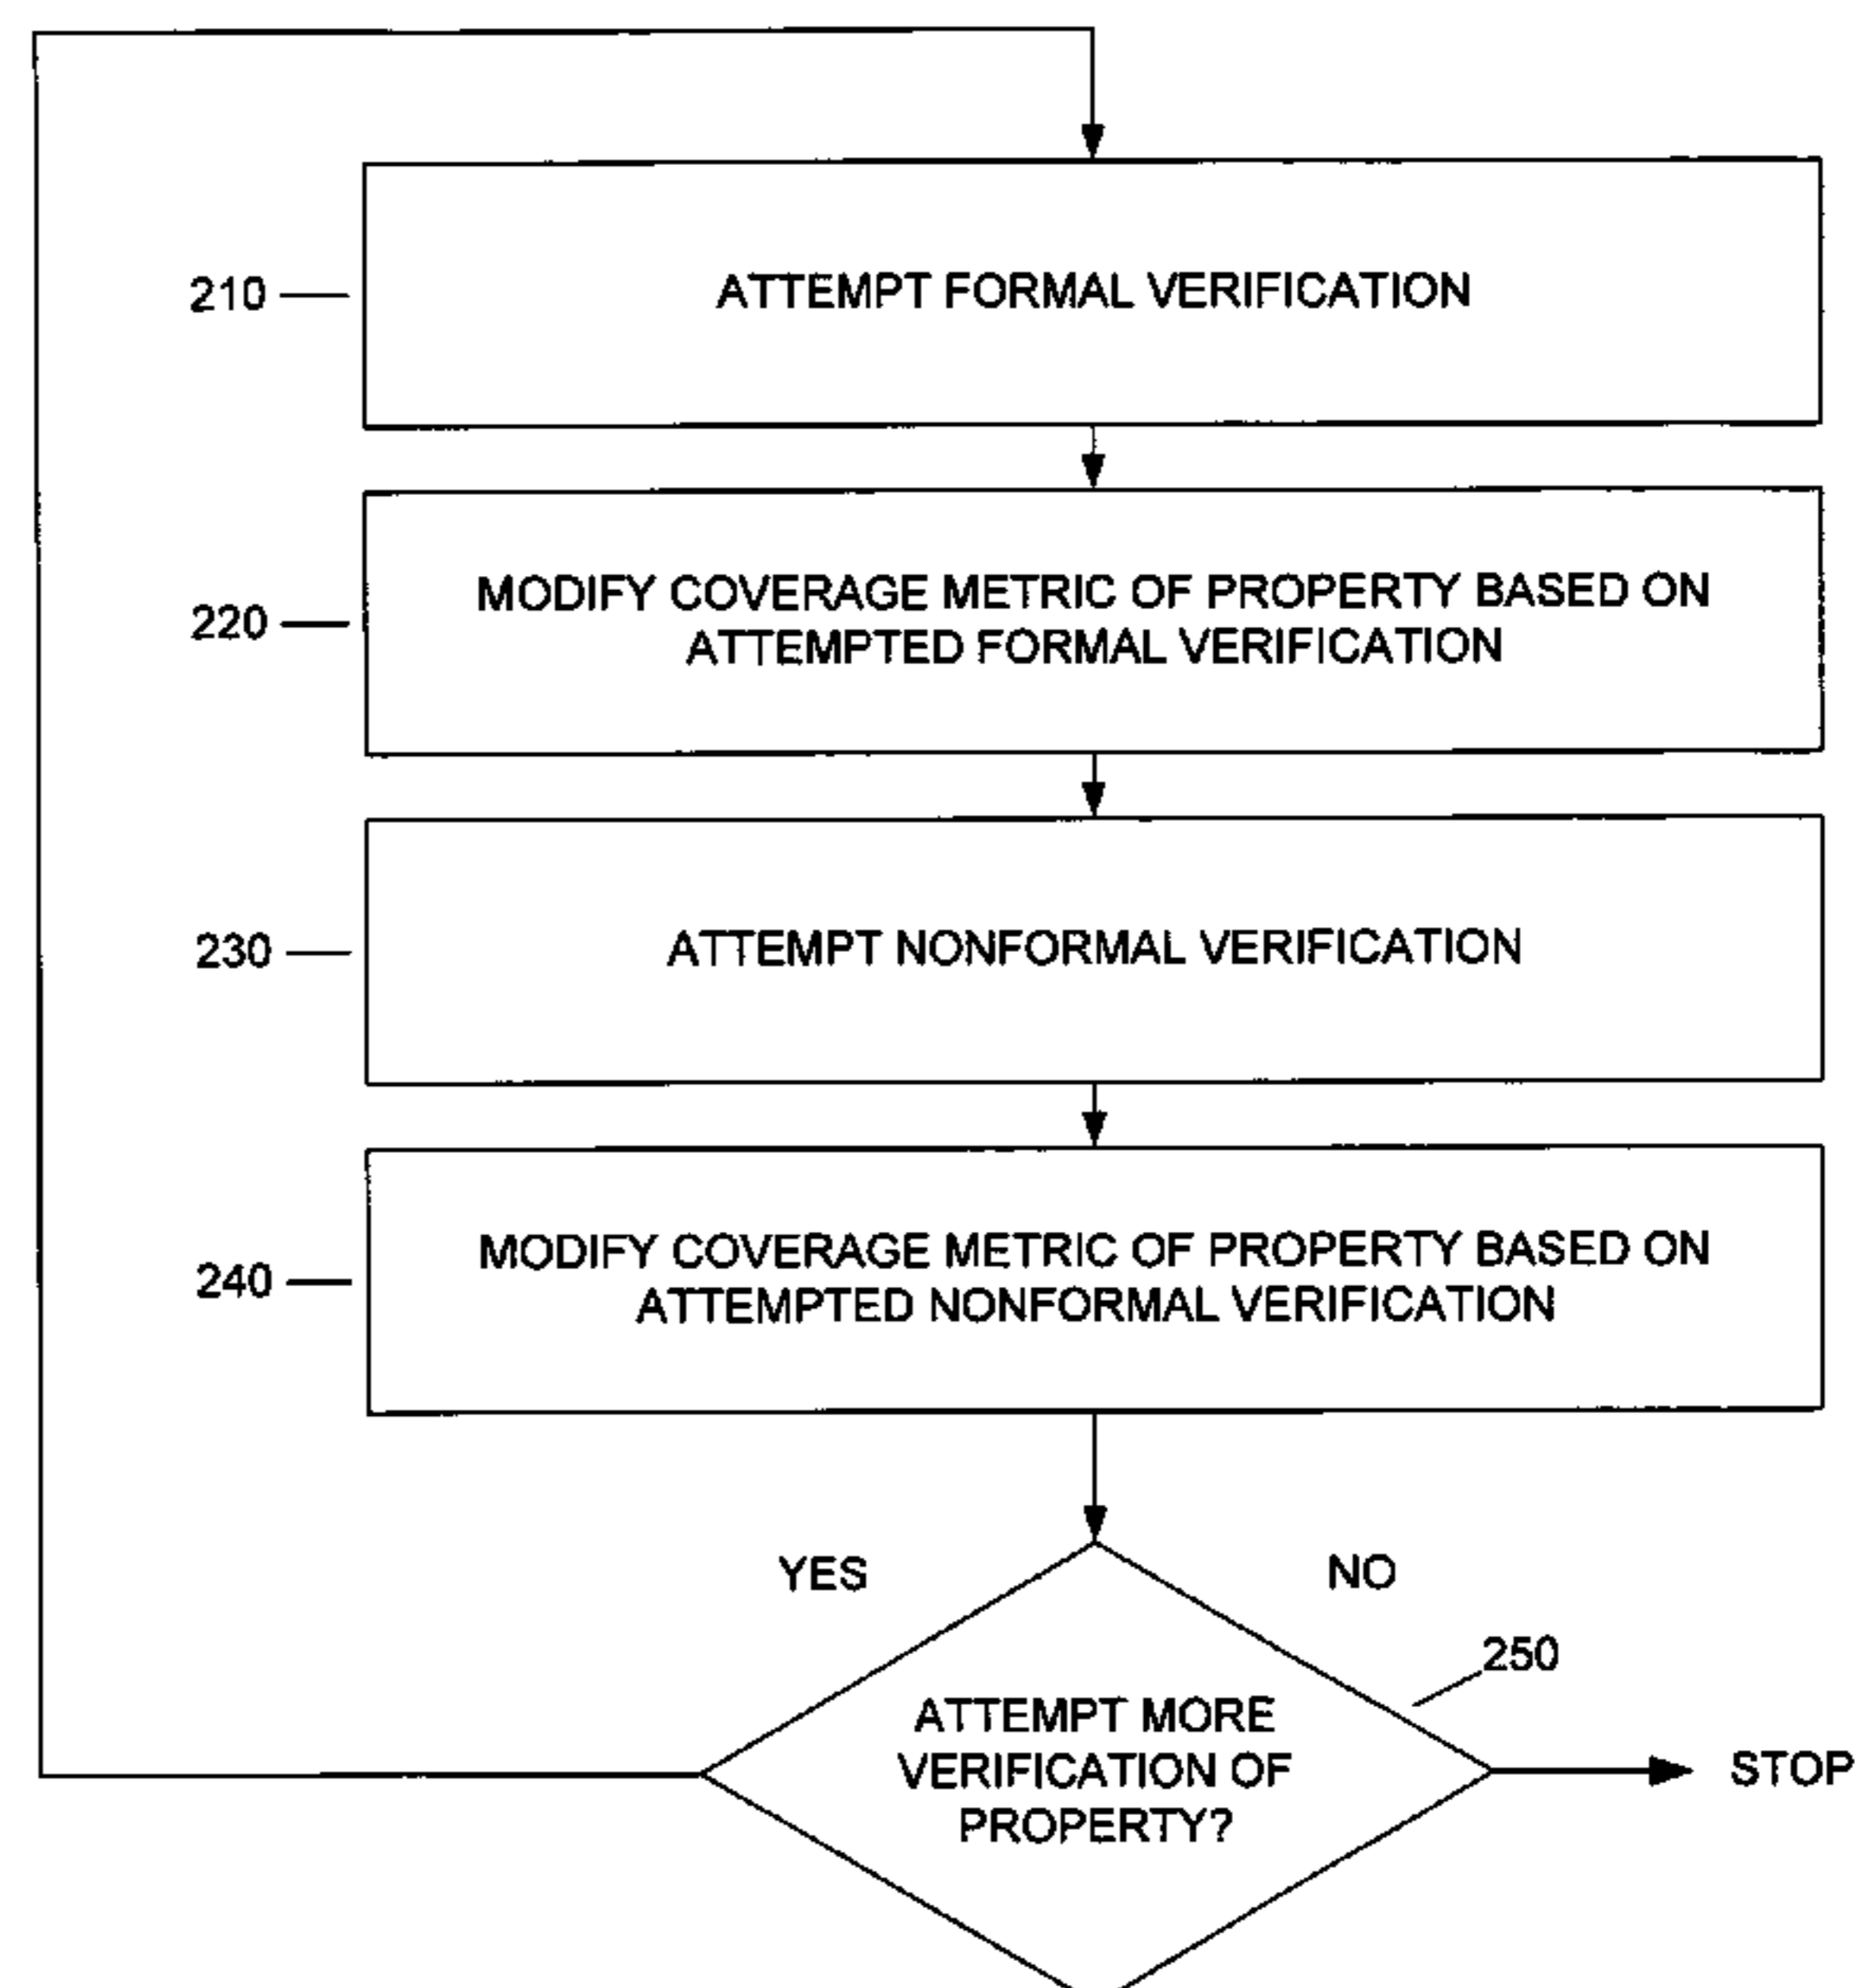 210
ATTEMPT FORMAL VERIFICATION
220
MODIFY COVERAGE METRIC OF PROPERTY BASED ON
ATTEMPTED FORMAL VERIFICATION
230
ATTEMPT NONFORMAL VERIFICATION
240
MODIFY COVERAGE METRIC OF PROPERTY BASED ON
ATTEMPTED NONFORMAL VERIFICATION
YES
NO
250
ATTEMPT MORE
VERIFICATION OF
PROPERTY?
STOP